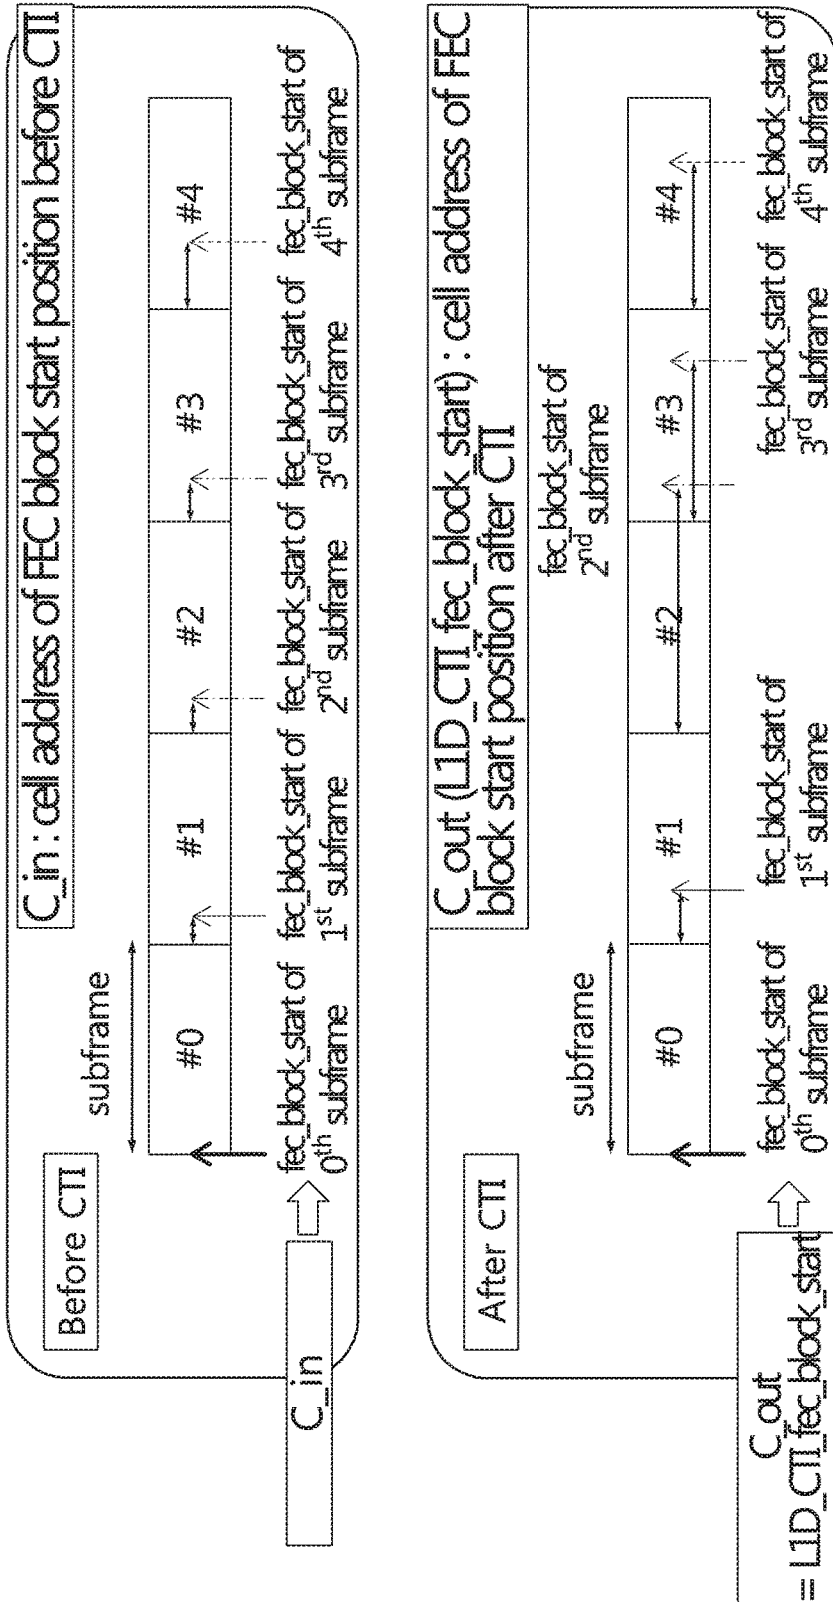 Before CTI
C_in : cell address of FEC block start position before CTI
subframe
#0
#1
#2
#3
#4
C_in
fec_block_start of
0th subframe
fec_block_start of
1st subframe
fec_block_start of
2nd subframe
fec_block_start of
3rd subframe
fec_block_start of
4th subframe
After CTI
C_out (L1D_CTI_fec_block_start) : cell address of FEC
block start position after CTI
subframe
fec_block_start of
2nd subframe
#0
#1
#2
#3
#4
C_out
= L1D_CTI_fec_block_start
fec_block_start of
0th subframe
fec_block_start of
1st subframe
fec_block_start of
3rd subframe
fec_block_start of
4th subframe